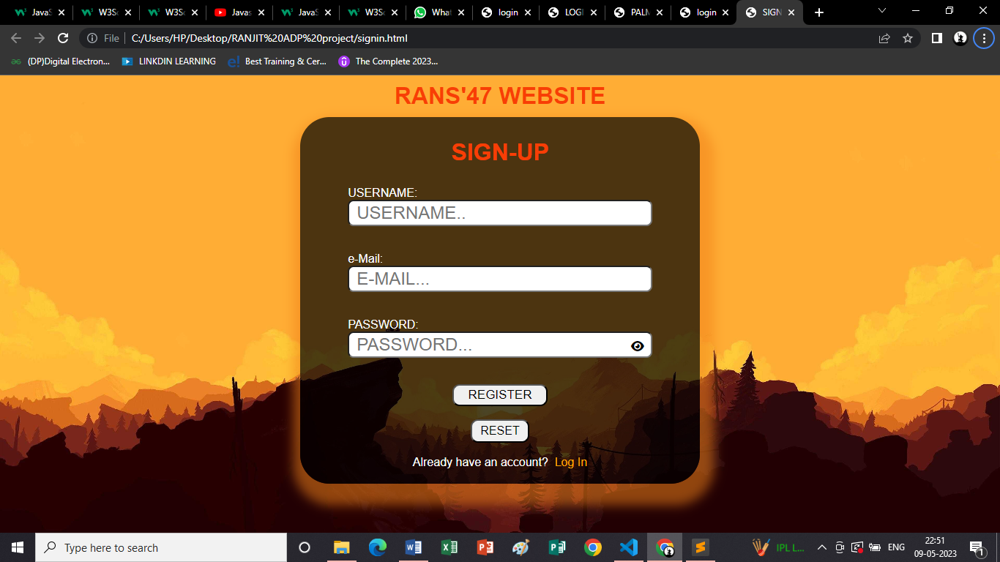 JavaS
W3Sc
W3Sc
Javas
JavaS
W3Sc
What
login
LOGI
PALM
login
SIGN
File
C:/Users/HP/Desktop/RANJIT%20ADP%20project/signin.html
(DP)Digital Electron...
LINKDIN LEARNING
Best Training & Cer...
The Complete 2023...
RANS'47 WEBSITE
SIGN-UP
USERNAME:
USERNAME..
e-Mail:
E-MAIL...
PASSWORD:
PASSWORD...
REGISTER
RESET
Already have an account? Log In
Type here to search
IPL L...
ENG
22:51
09-05-2023
1